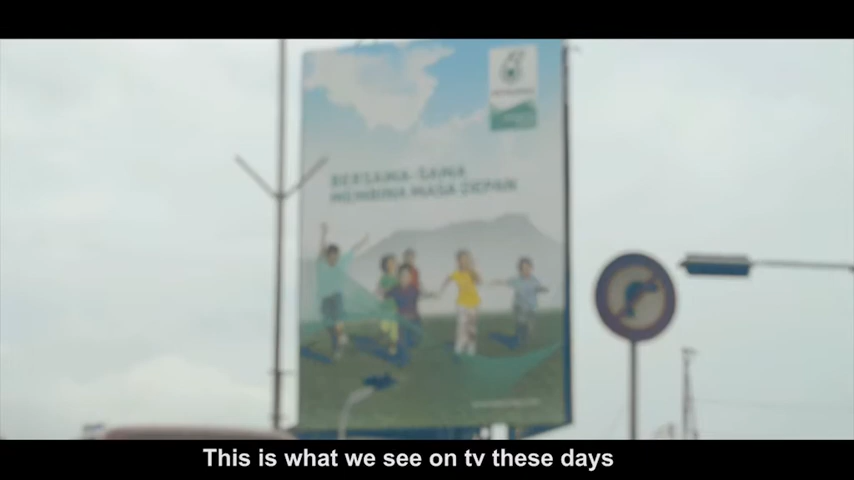 BERSAMA-SAMA
MEMBINA MASA DEPAN
This is what we see on tv these days